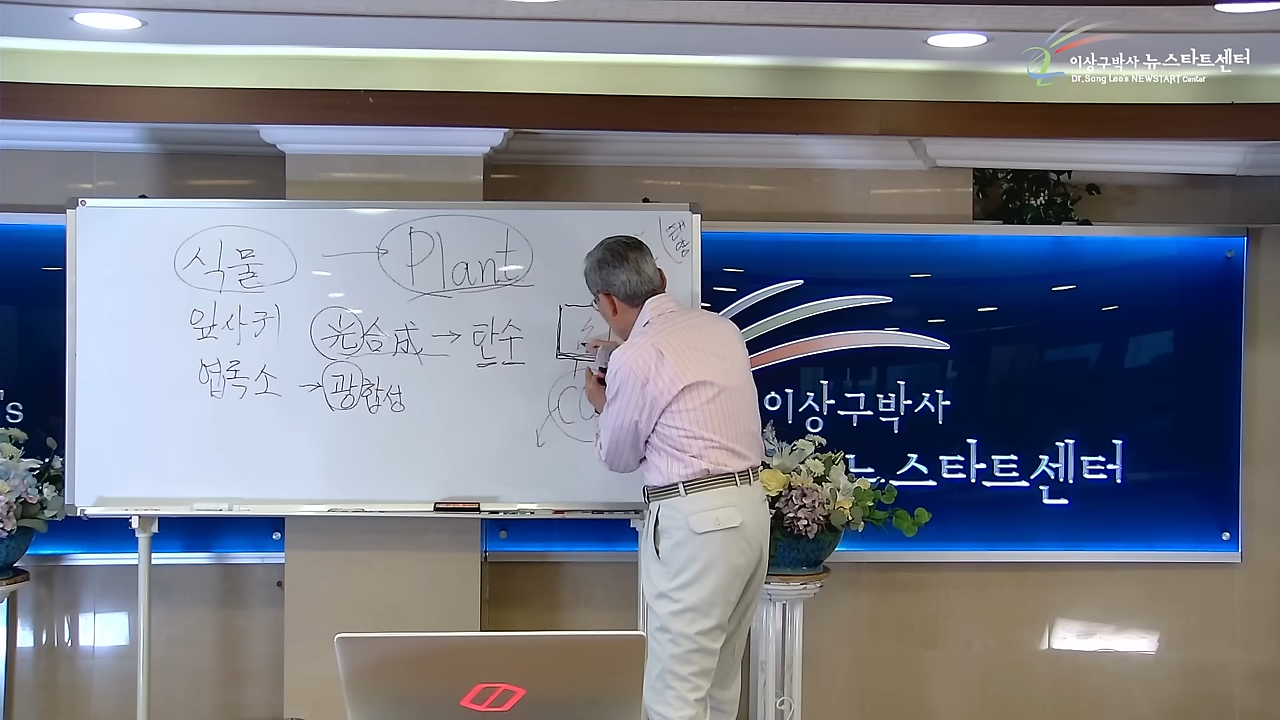 이상구박사 뉴스타트센터
Dr. Sang Lee's NEWSTART Center
식물 → Plant
잎사귀 光合成 → 탄수
엽록소 → 광합성
's
이상구박사
뉴스타트센터